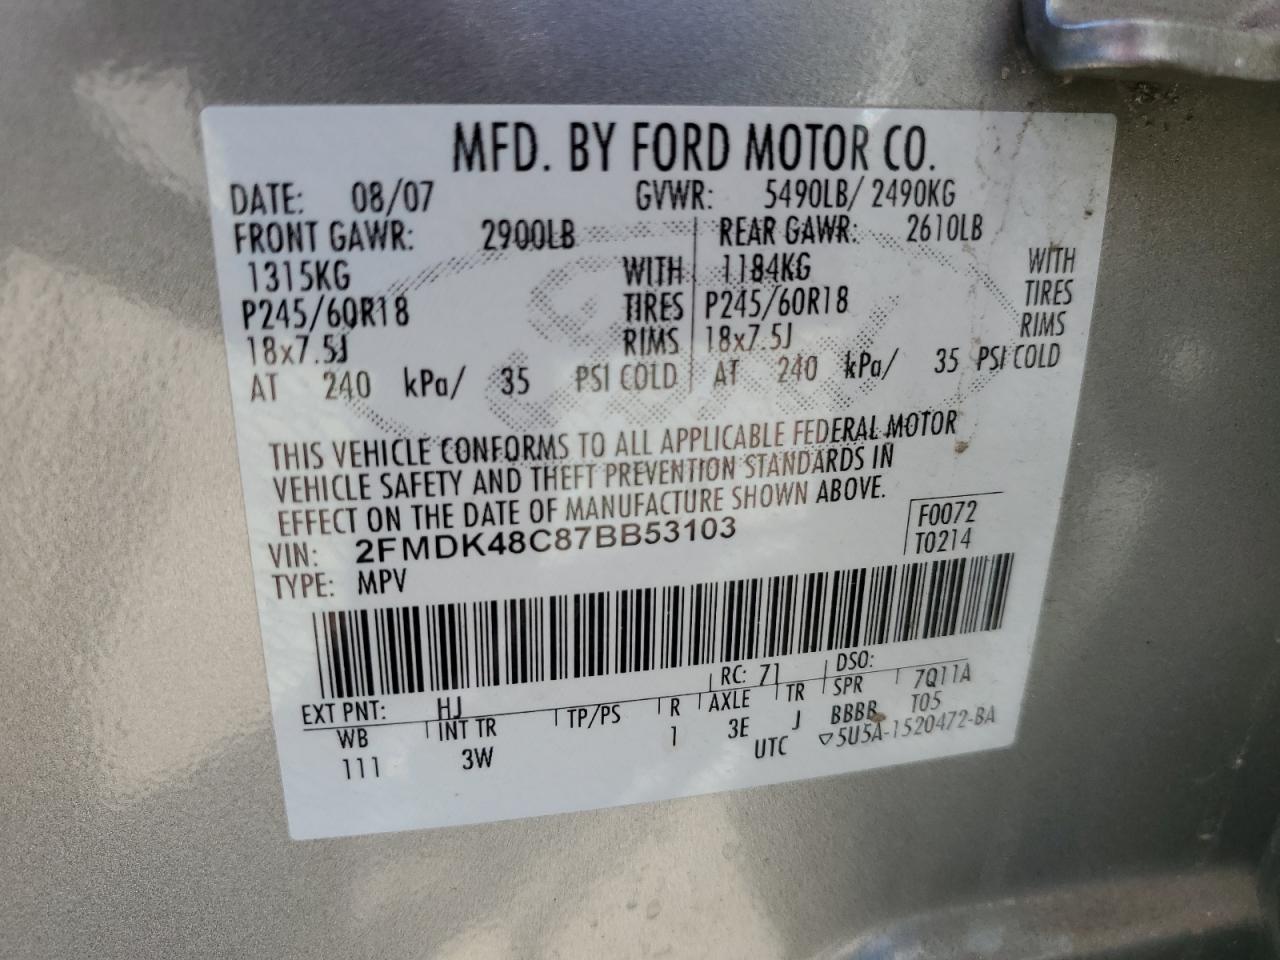 MFD. BY FORD MOTOR CO.
DATE: 08/07 GVWR: 5490LB/ 2490KG
FRONT GAWR: 2900LB REAR GAWR: 2610LB
1315KG WITH 1184KG WITH
P245/60R18 TIRES P245/60R18 TIRES
18x7.5J RIMS 18x7.5J RIMS
AT 240 kPa/ 35 PSI COLD AT 240 kPa/ 35 PSI COLD
THIS VEHICLE CONFORMS TO ALL APPLICABLE FEDERAL MOTOR
VEHICLE SAFETY AND THEFT PREVENTION STANDARDS IN
EFFECT ON THE DATE OF MANUFACTURE SHOWN ABOVE.
VIN: 2FMDK48C87BB53103 F0072
TYPE: MPV T0214
EXT PNT: HJ RC: 71 DSO:
WB INT TR TP/PS R AXLE TR SPR 7Q11A
111 3W 1 3E J BBBB T05
UTC ▽5U5A-1520472-BA